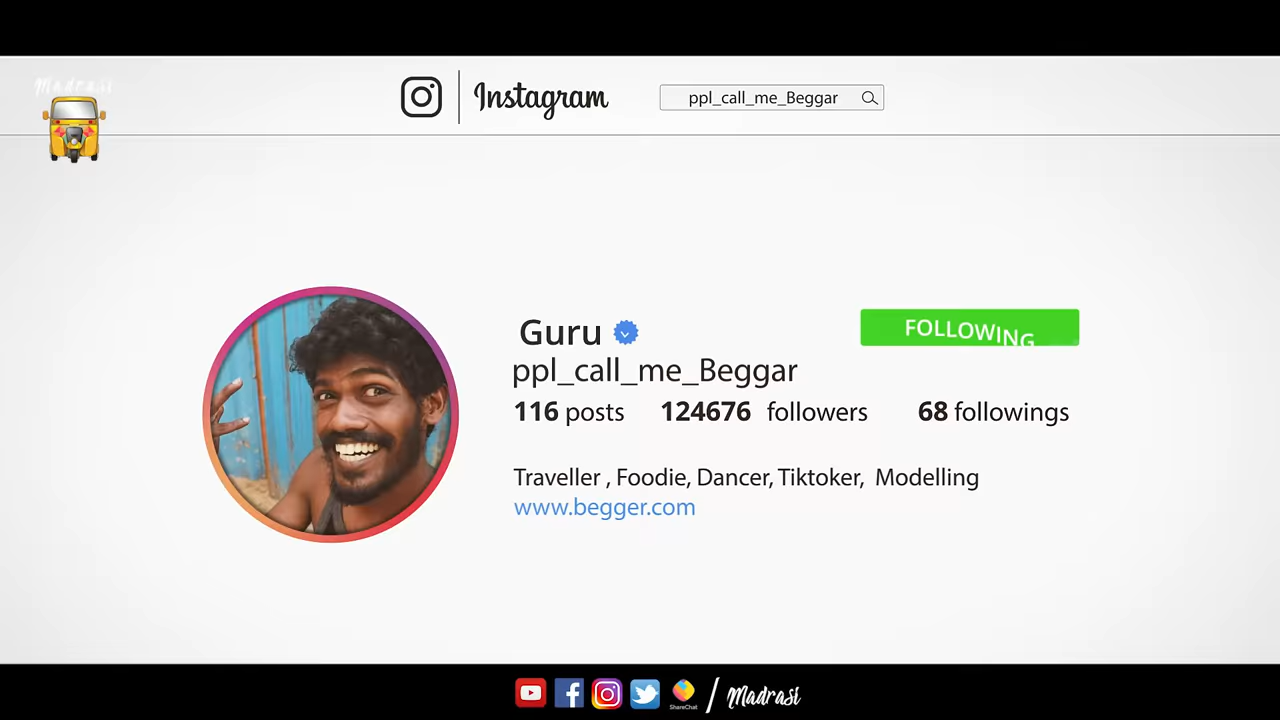 Madrasi
Instagram
ppl_call_me_Beggar
Guru
FOLLOWING
ppl_call_me_Beggar
116 posts 124676 followers 68 followings
Traveller , Foodie, Dancer, Tiktoker, Modelling
www.begger.com
ShareChat
/ Madrasi